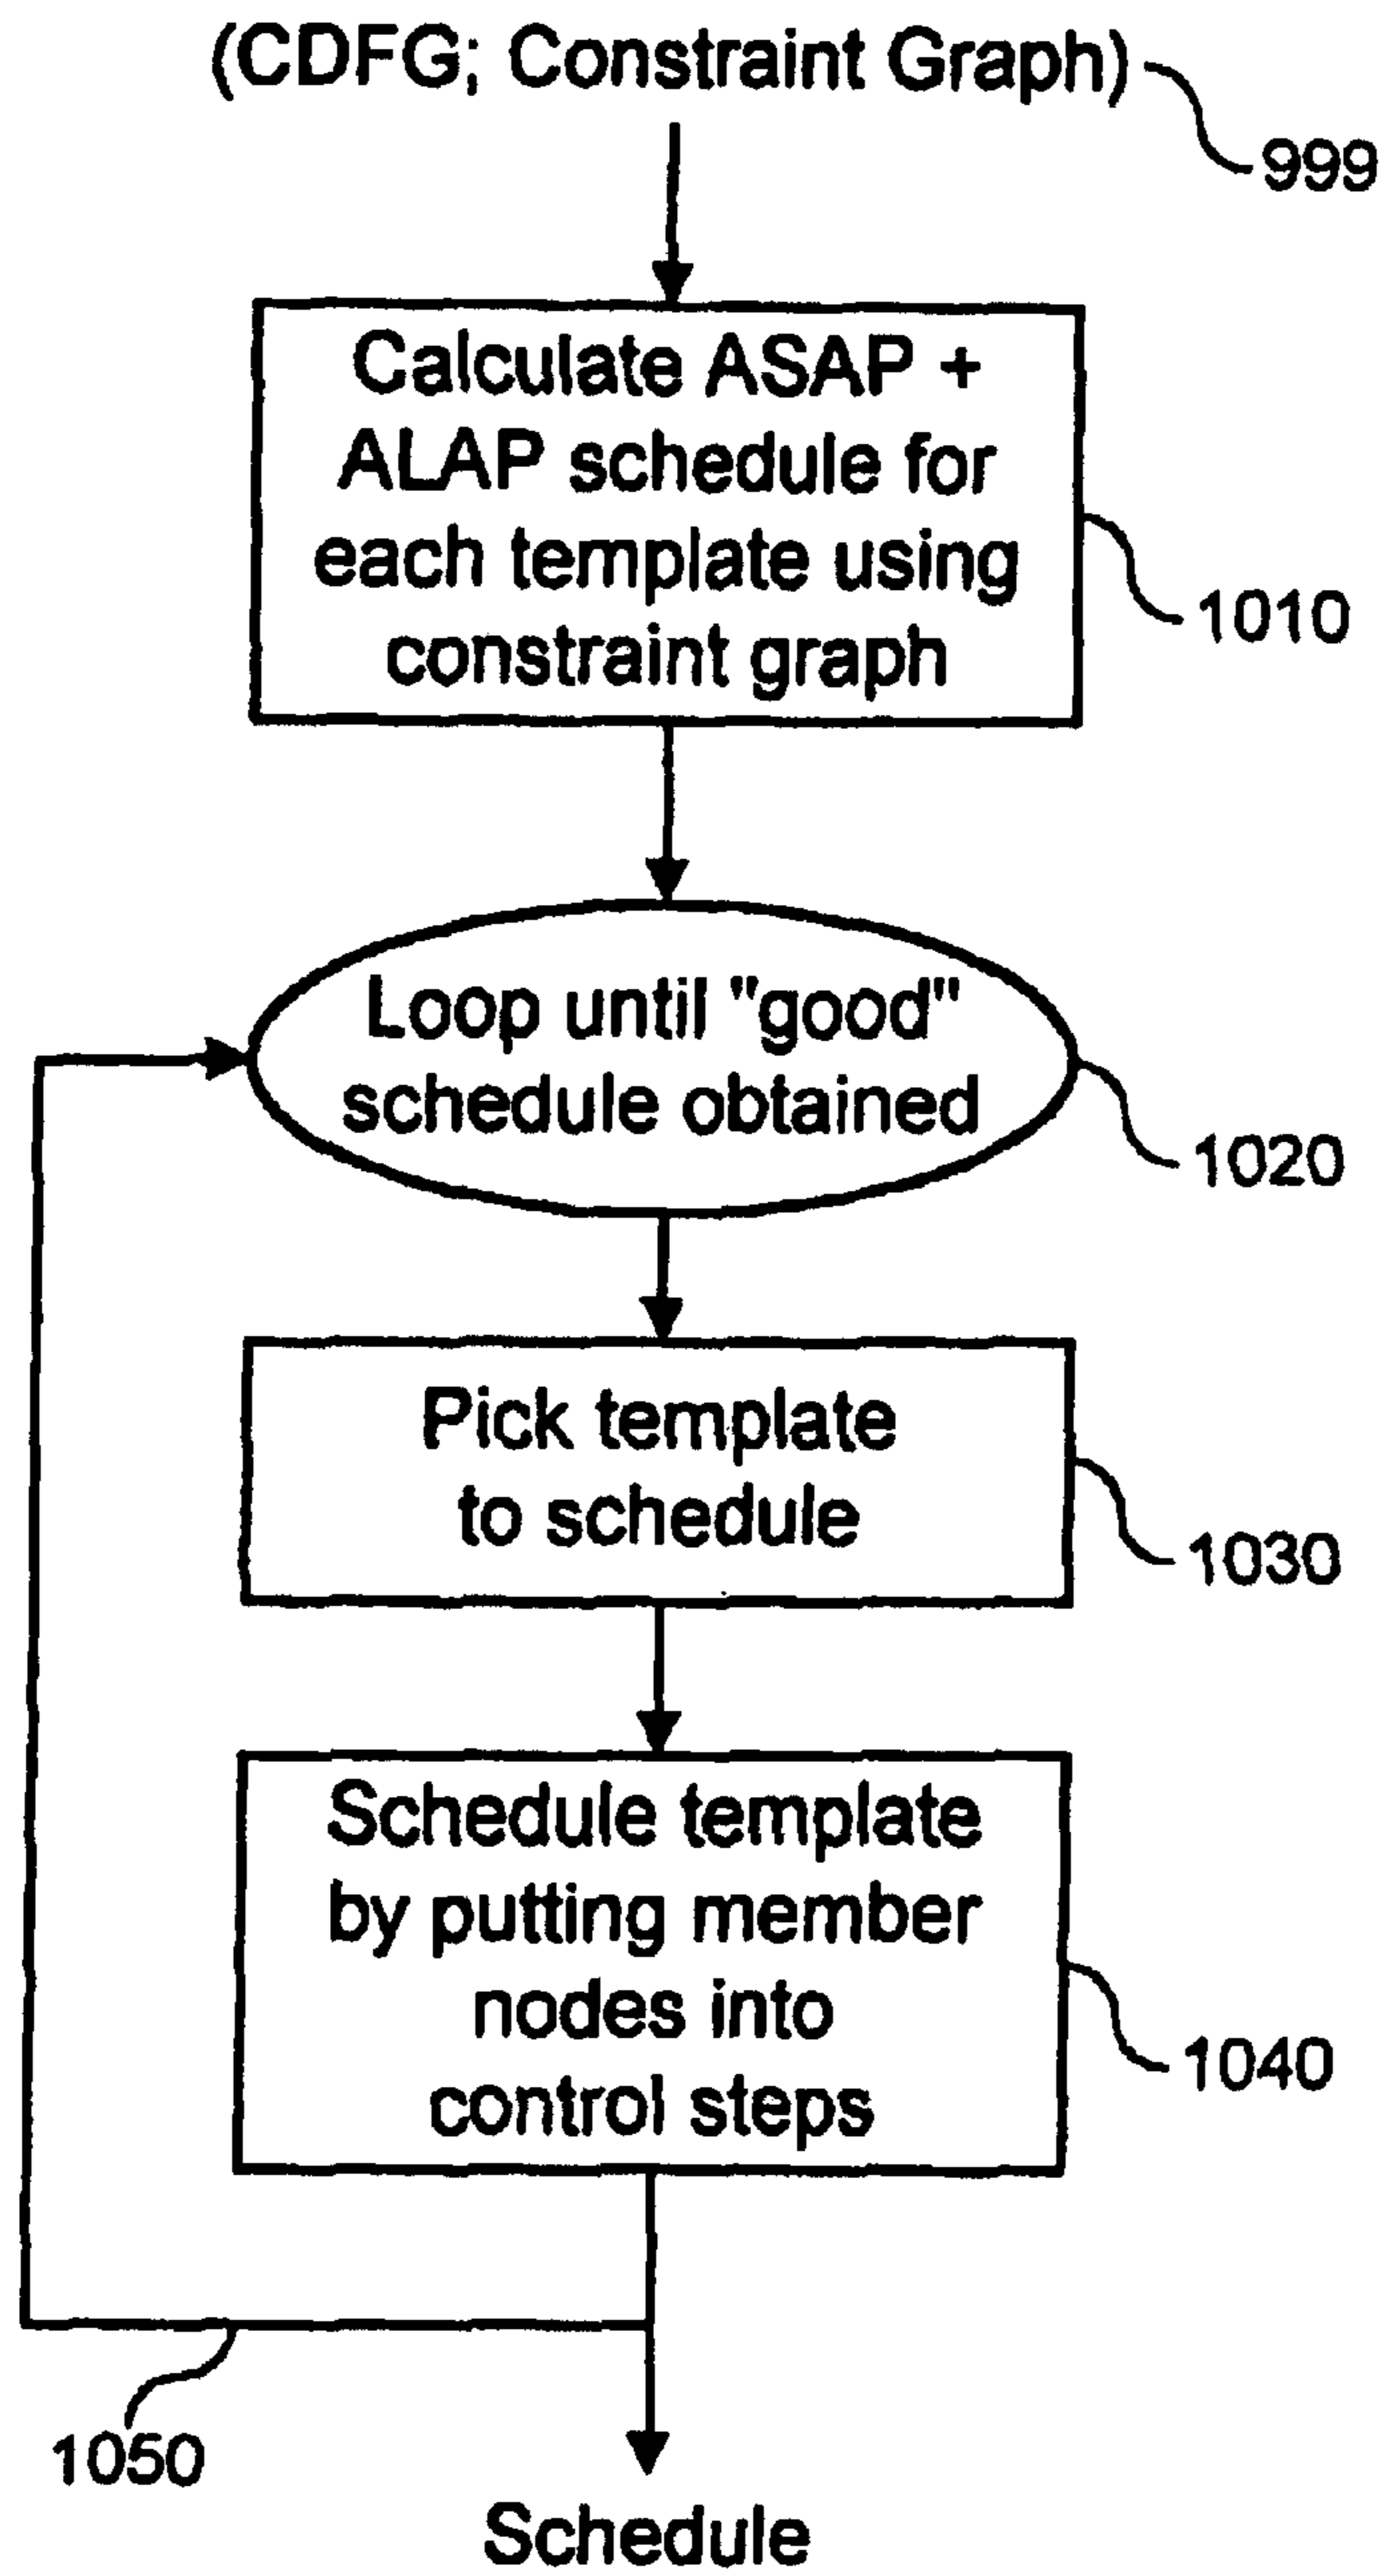 (CDFG; Constraint Graph)
999
Calculate ASAP +
ALAP schedule for
each template using
constraint graph
1010
Loop until "good"
schedule obtained
1020
Pick template
to schedule
1030
Schedule template
by putting member
nodes into
control steps
1040
1050
Schedule